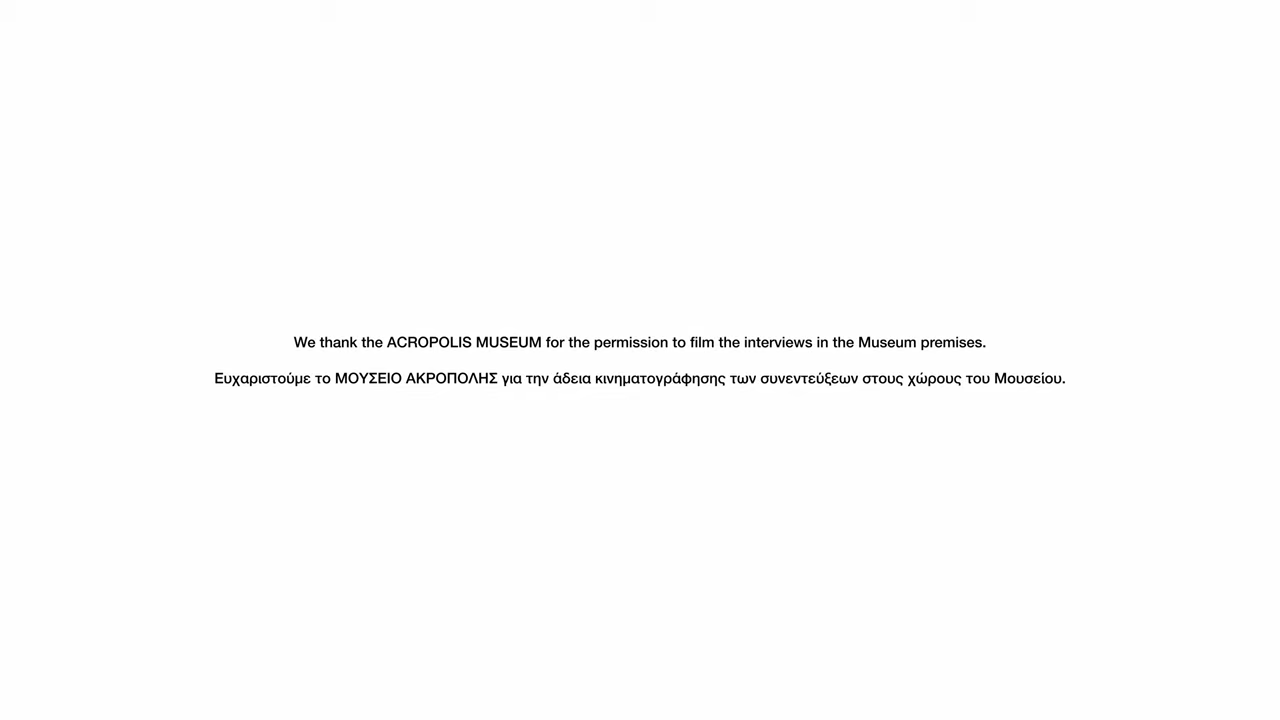 We thank the ACROPOLIS MUSEUM for the permission to film the interviews in the Museum premises.
Ευχαριστούμε το ΜΟΥΣΕΙΟ ΑΚΡΟΠΟΛΗΣ για την άδεια κινηματογράφησης των συνεντεύξεων στους χώρους του Μουσείου.